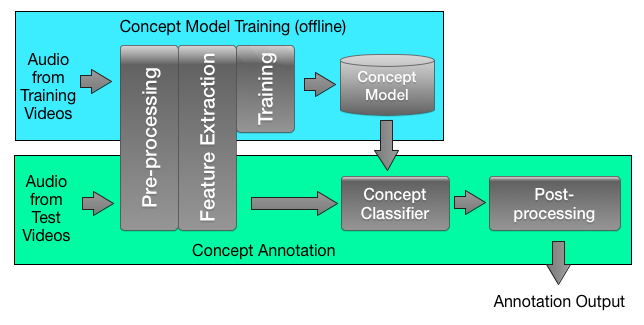 Concept Model Training (offline)
Audio
from
Training
Videos
Pre-processing
Feature Extraction
Training
Concept
Model
Audio
from
Test
Videos
Concept
Classifier
Post-
processing
Concept Annotation
Annotation Output